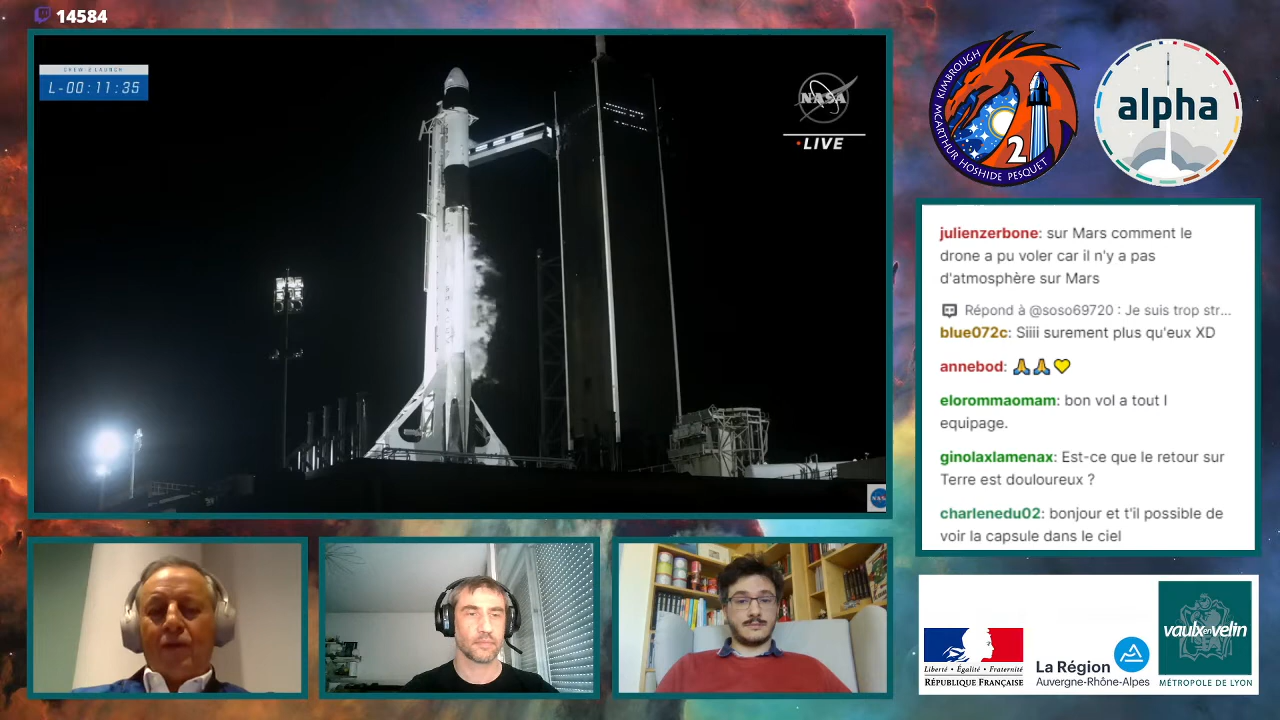 14584
CREW-2 LAUNCH
L-00:11:35
NASA
LIVE
KIMBROUGH
MCARTHUR HOSHIDE PESQUET
2
alpha
julienzerbone: sur Mars comment le
drone a pu voler car il n'y a pas
d'atmosphère sur Mars
Répond à @soso69720 : Je suis trop str...
blue072c: Siiii surement plus qu'eux XD
annebod: 🙏🙏💛
elorommaomam: bon vol a tout l
equipage.
ginolaxlamenax: Est-ce que le retour sur
Terre est douloureux ?
charlenedu02: bonjour et t'il possible de
voir la capsule dans le ciel
NAS
Liberté • Égalité • Fraternité
RÉPUBLIQUE FRANÇAISE
La Région
Auvergne-Rhône-Alpes
vaulx en velin
MÉTROPOLE DE LYON